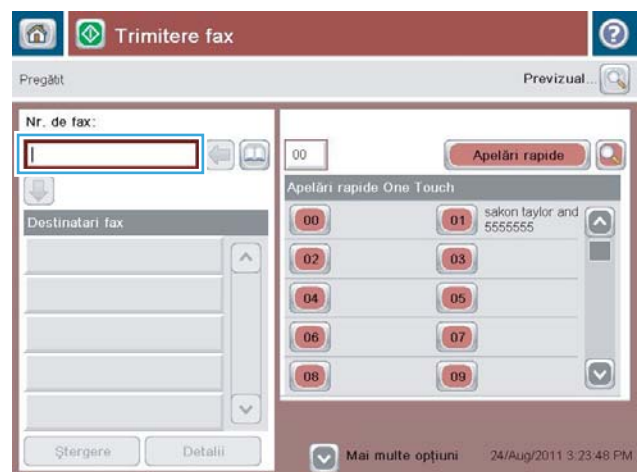 Trimitere fax
Pregătit
Previzual...
Nr. de fax:
00
Apelări rapide
Destinatari fax
Apelări rapide One Touch
00
01
sakon taylor and
5555555
02
03
04
05
06
07
08
09
Ştergere
Detalii
Mai multe opţiuni
24/Aug/2011 3:23:48 PM